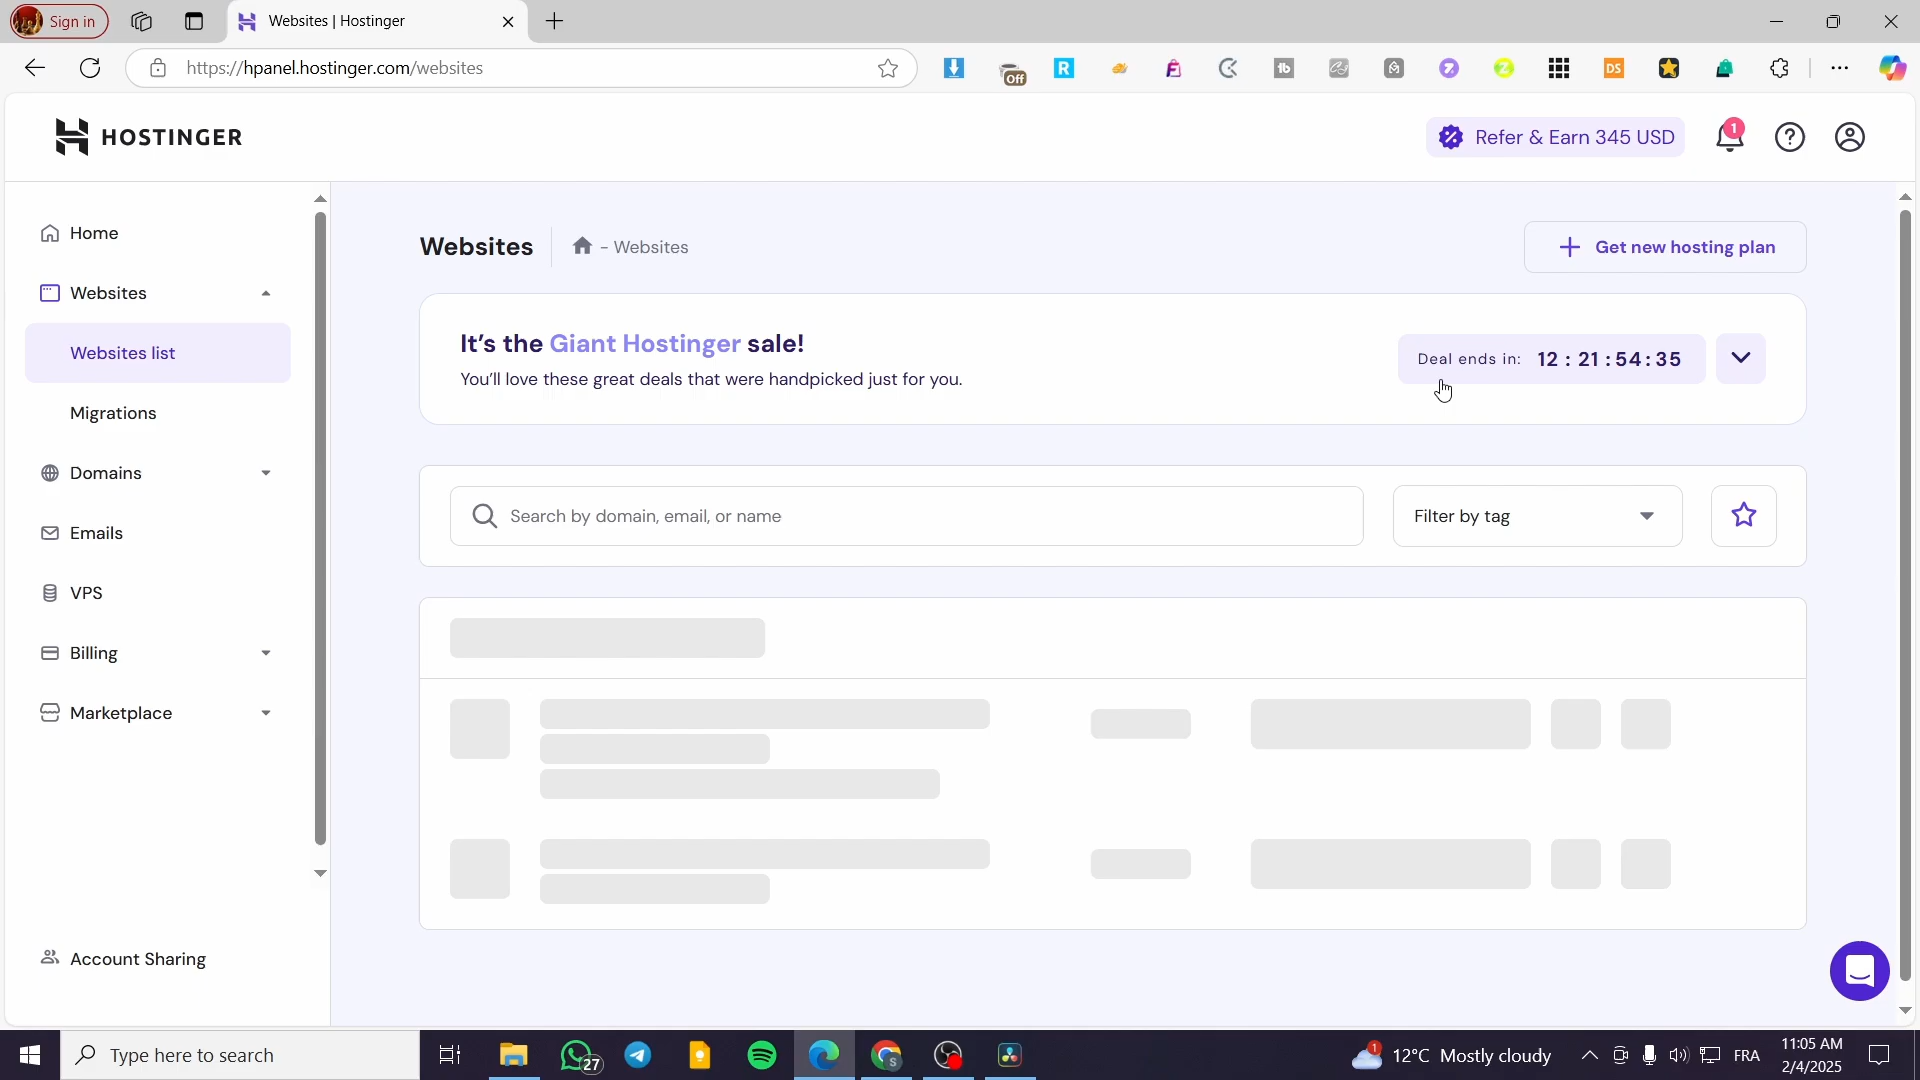 Sign in
Websites | Hostinger
https://hpanel.hostinger.com/websites
Off
R
tb
DS
HOSTINGER
Refer & Earn 345 USD
1
Home
Websites
Websites list
Migrations
Domains
Emails
VPS
Billing
Marketplace
Account Sharing
Websites
- Websites
Get new hosting plan
It's the Giant Hostinger sale!
You'll love these great deals that were handpicked just for you.
Deal ends in: 12 : 21 : 54 : 35
Search by domain, email, or name
Filter by tag
Type here to search
27
S
1
12°C Mostly cloudy
FRA
11:05 AM
2/4/2025